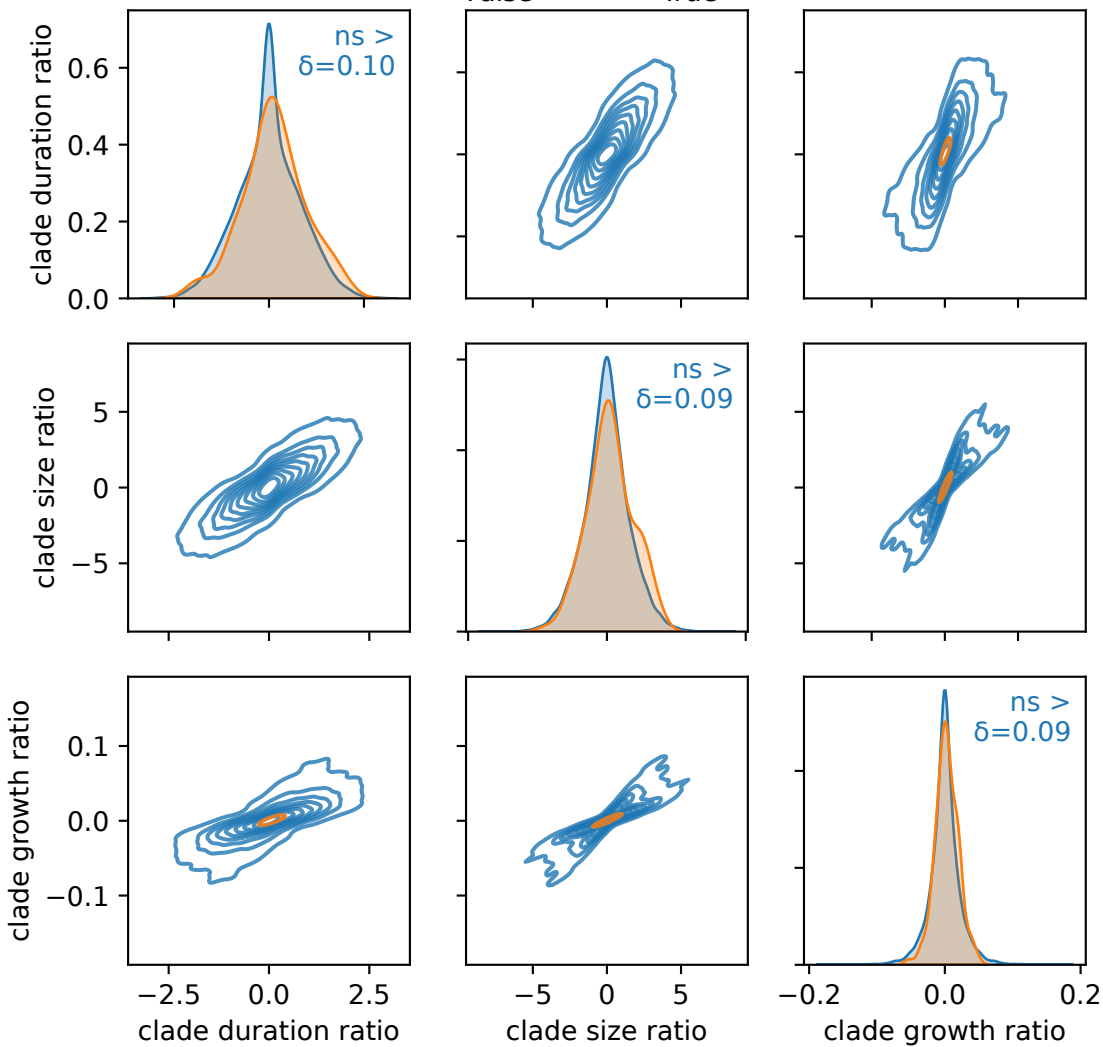 clade duration ratio
0.6
0.4
0.2
0.0
ns >
δ=0.10
clade size ratio
5
0
−5
ns >
δ=0.09
clade growth ratio
0.1
0.0
−0.1
ns >
δ=0.09
−2.5 0.0 2.5
−5 0 5
−0.2 0.0 0.2
clade duration ratio
clade size ratio
clade growth ratio